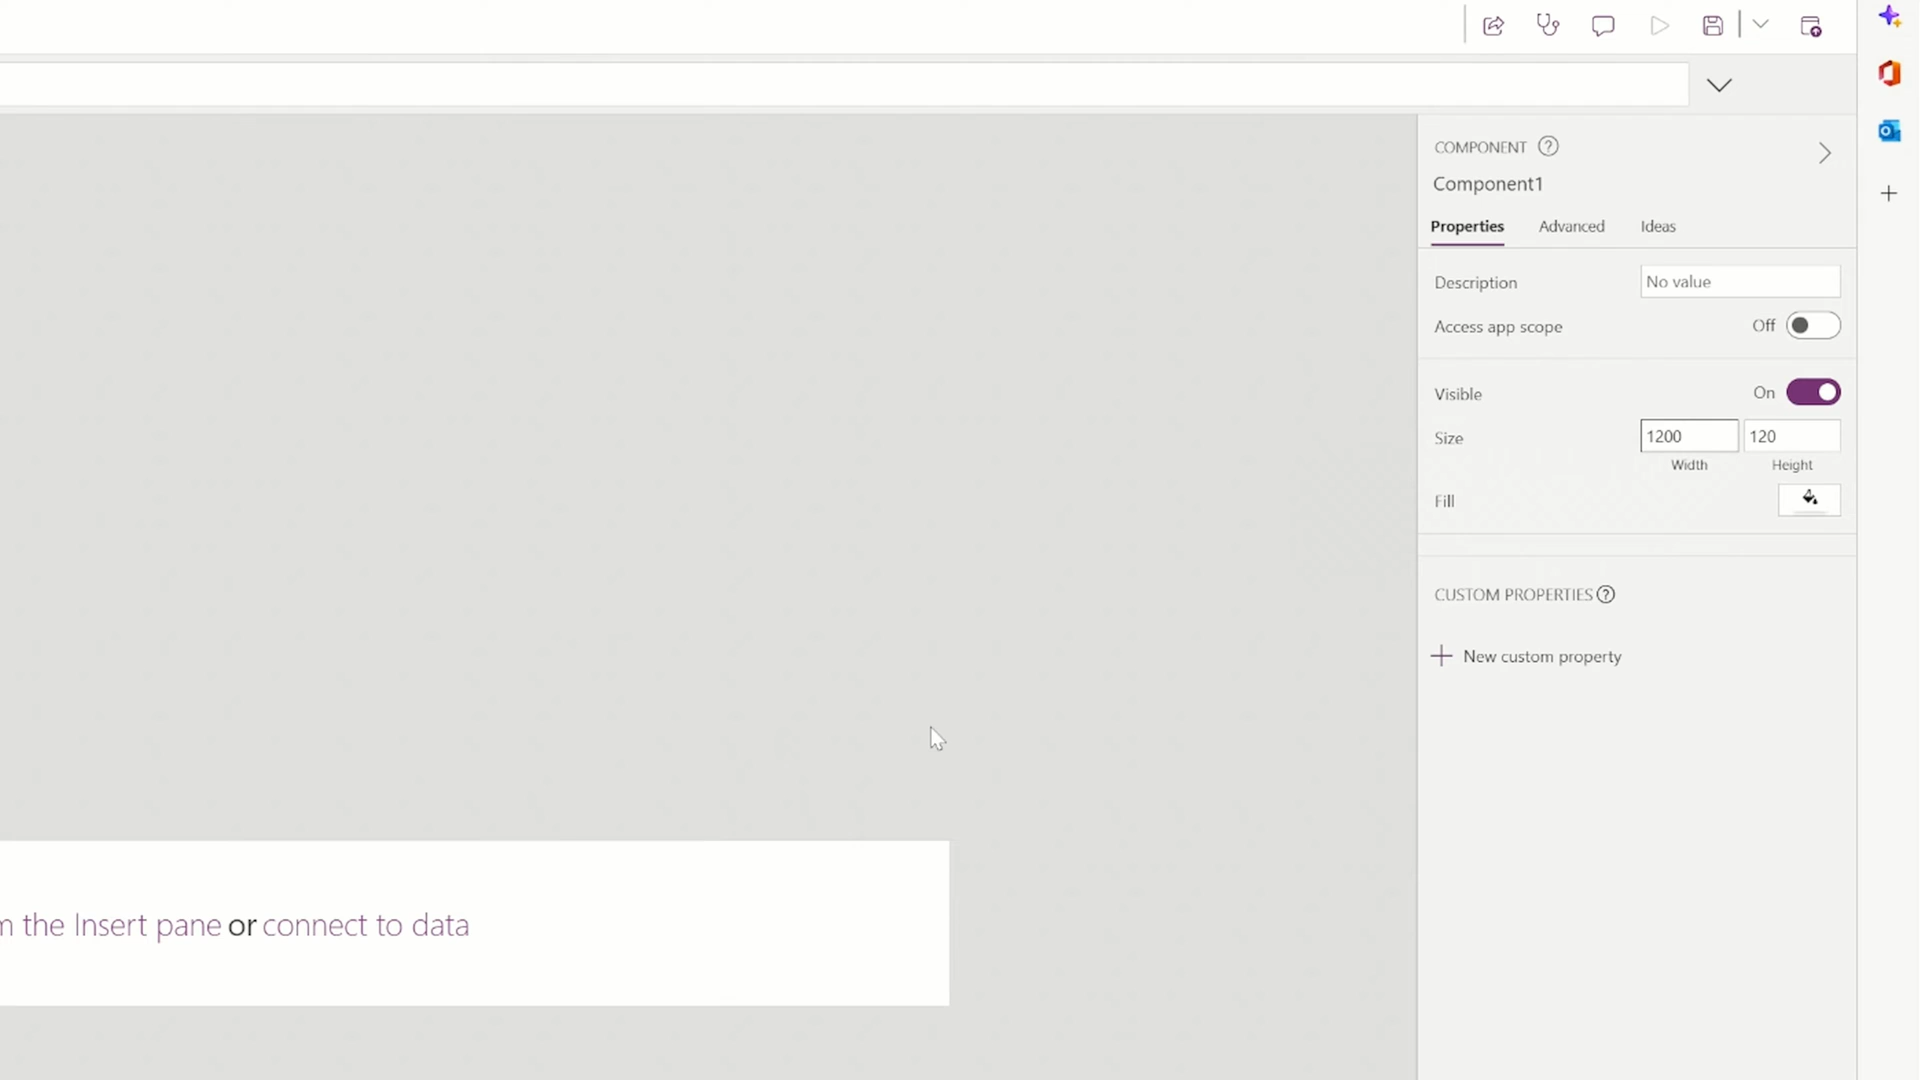 COMPONENT
Component1
Properties Advanced Ideas
Description No value
Access app scope Off
Visible On
Size 1200 120
Width Height
Fill
CUSTOM PROPERTIES
New custom property
the Insert pane or connect to data